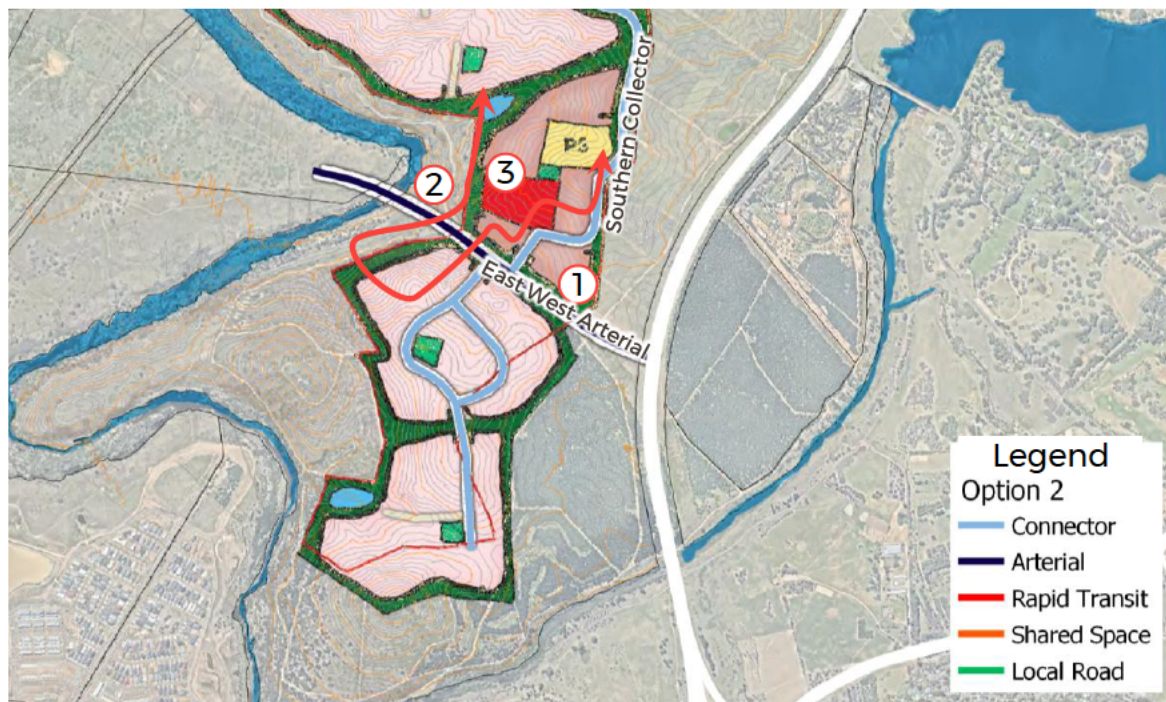 PS
Southern Collector
3
2
1
East West Arterial
Legend
Option 2
Connector
Arterial
Rapid Transit
Shared Space
Local Road